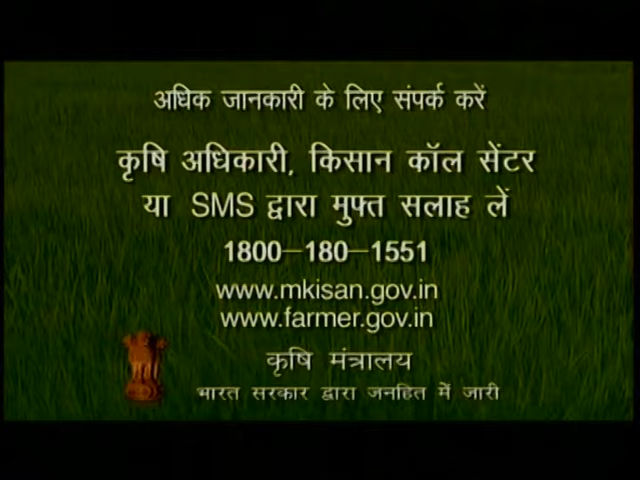 अधिक जानकारी के लिए संपर्क करें
कृषि अधिकारी, किसान कॉल सेंटर
या SMS द्वारा मुफ्त सलाह लें
1800–180–1551
www.mkisan.gov.in
www.farmer.gov.in
कृषि मंत्रालय
भारत सरकार द्वारा जनहित में जारी